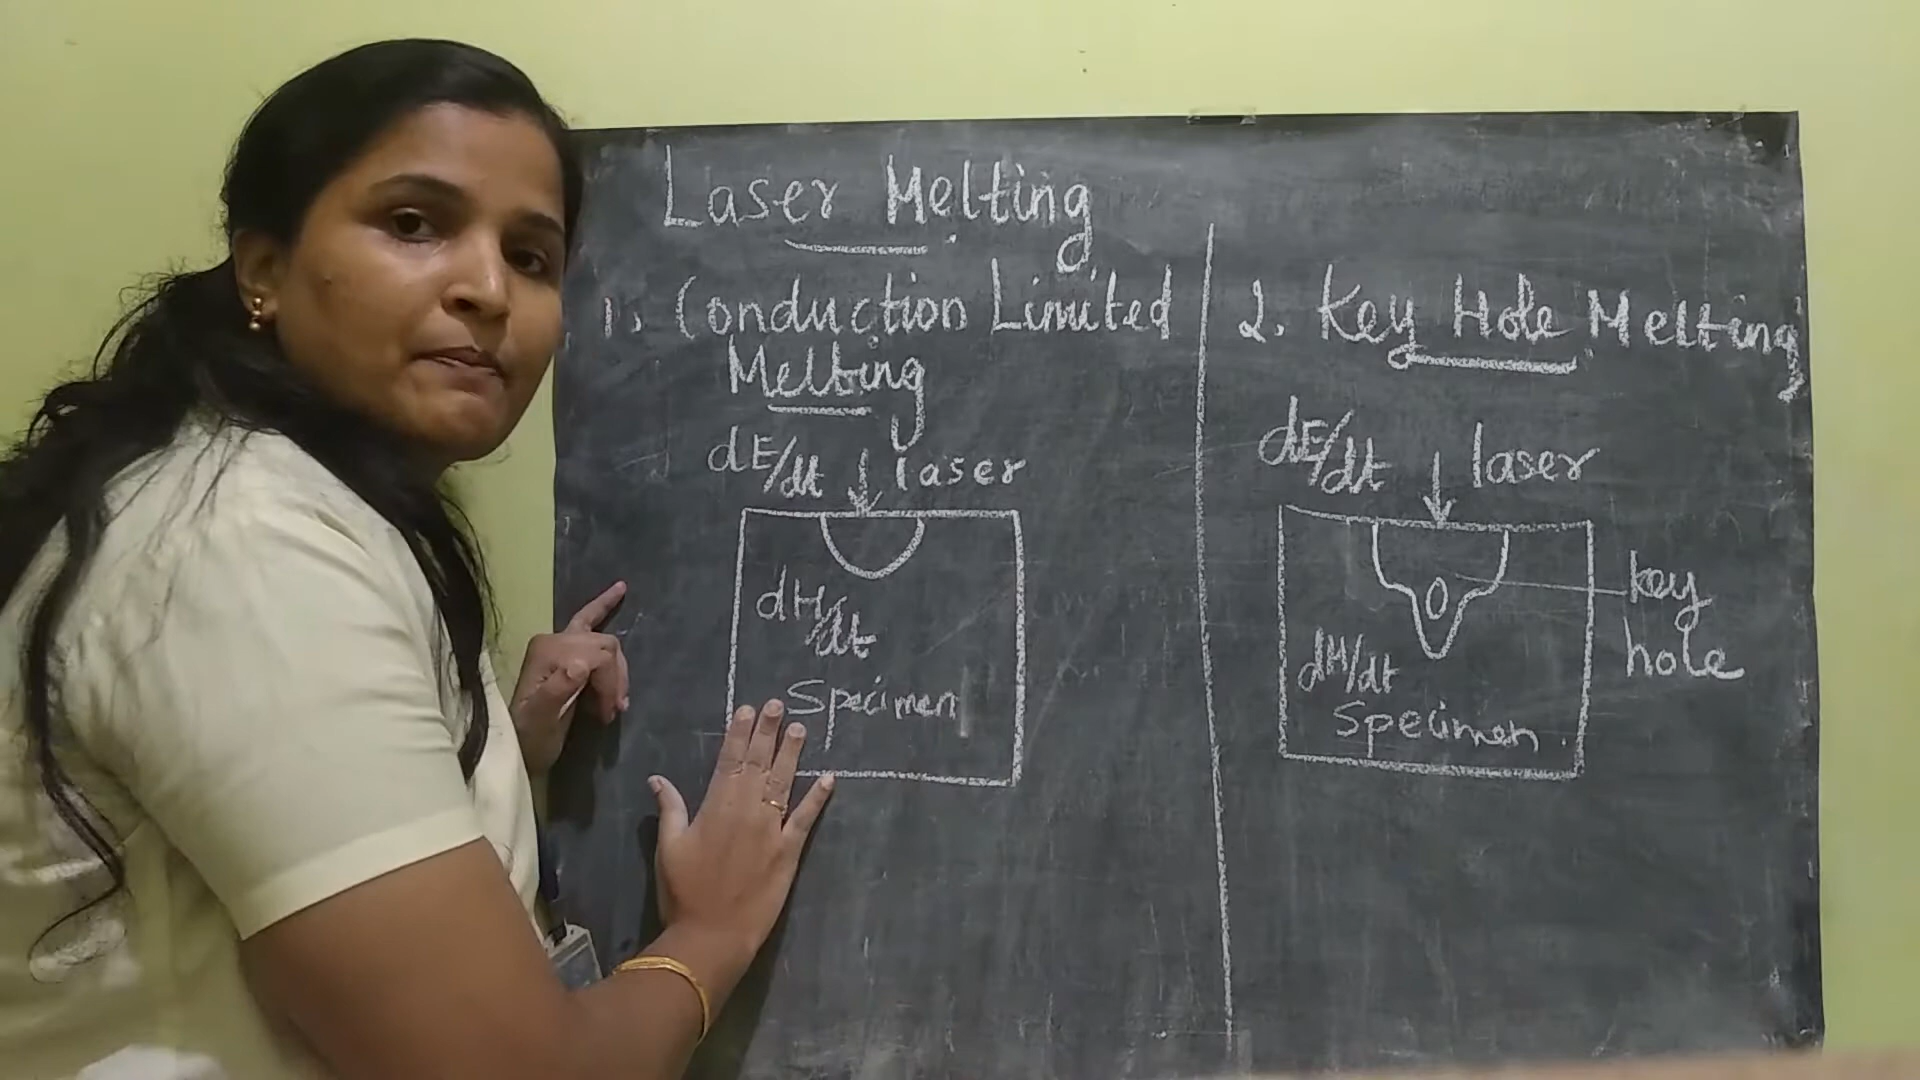 Laser Melting
1. Conduction Limited
Melting
dE/dt laser
dH/dt
Specimen
2. Key Hole Melting
dE/dt laser
key
hole
dH/dt
Specimen